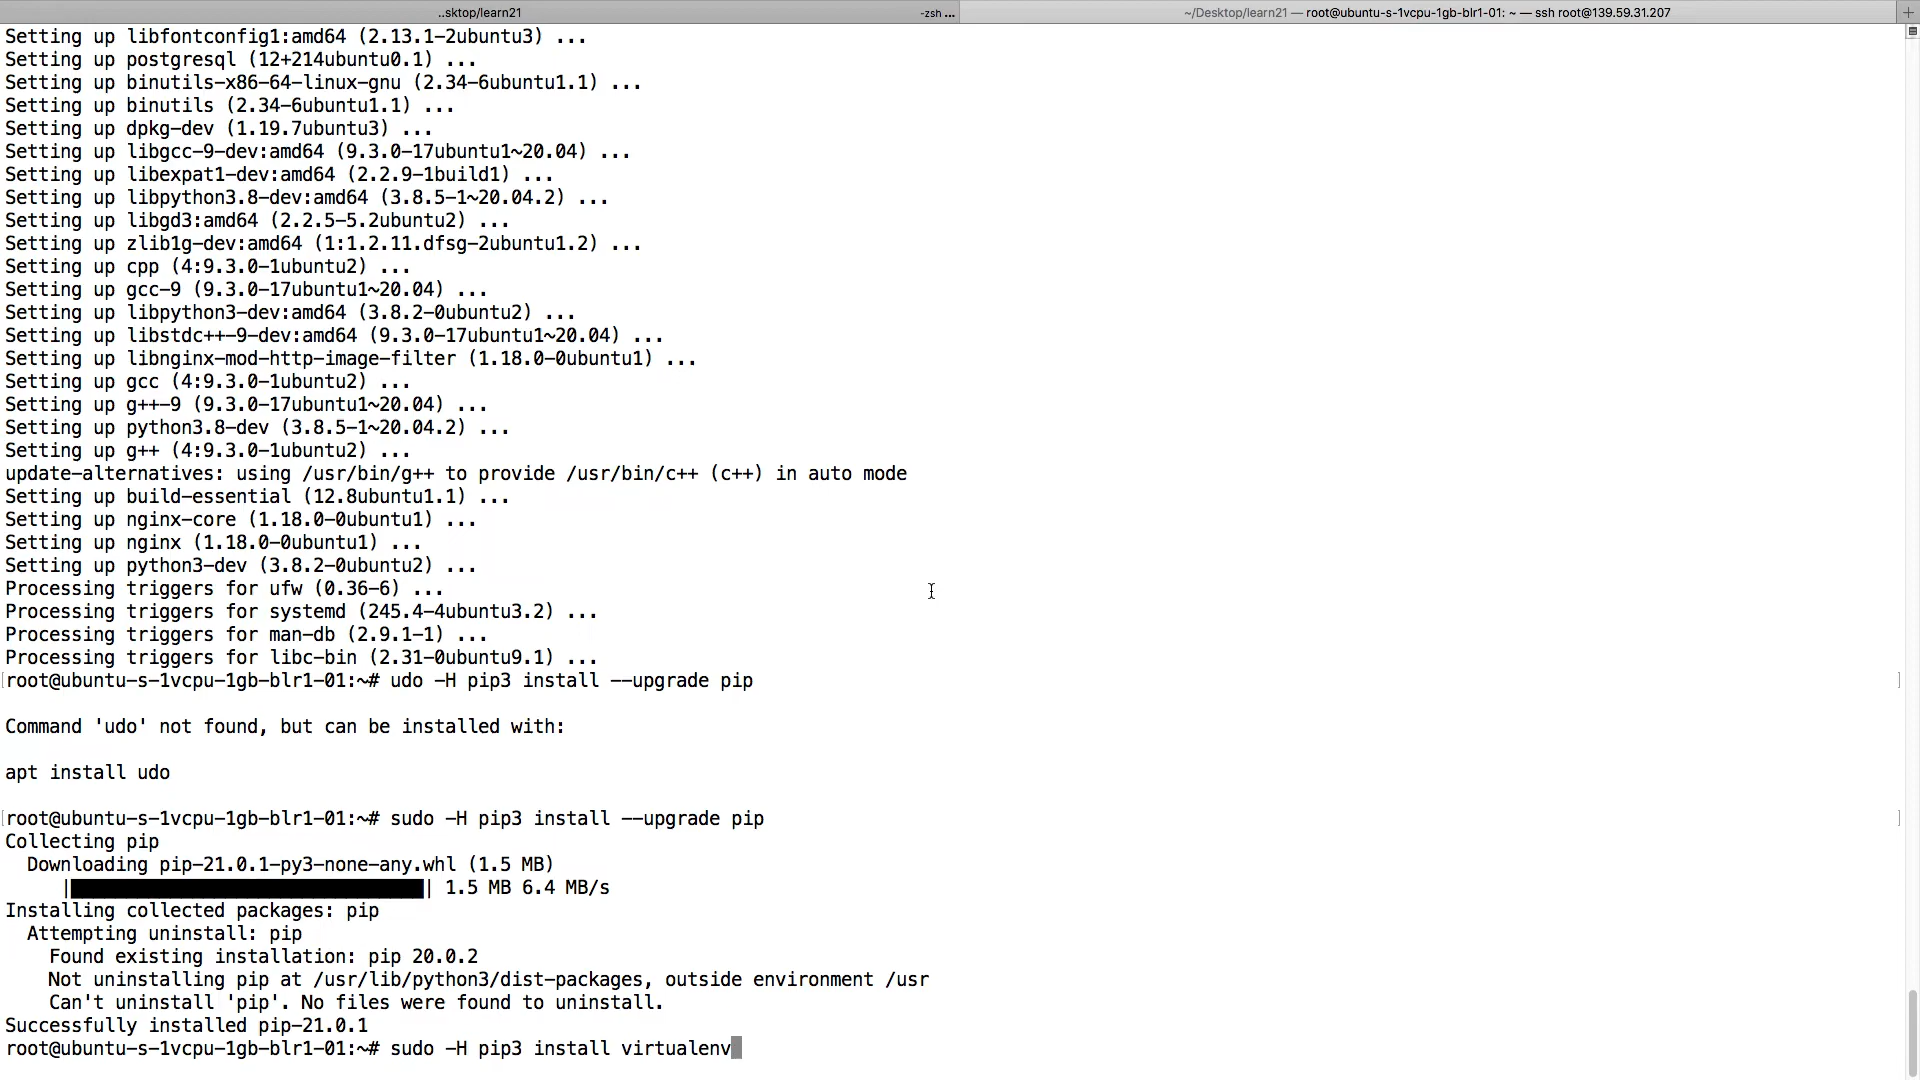 ..sktop/learn21
-zsh ...
~/Desktop/learn21 — root@ubuntu-s-1vcpu-1gb-blr1-01: ~ — ssh root@139.59.31.207
+
Setting up libfontconfig1:amd64 (2.13.1-2ubuntu3) ...
Setting up postgresql (12+214ubuntu0.1) ...
Setting up binutils-x86-64-linux-gnu (2.34-6ubuntu1.1) ...
Setting up binutils (2.34-6ubuntu1.1) ...
Setting up dpkg-dev (1.19.7ubuntu3) ...
Setting up libgcc-9-dev:amd64 (9.3.0-17ubuntu1~20.04) ...
Setting up libexpat1-dev:amd64 (2.2.9-1build1) ...
Setting up libpython3.8-dev:amd64 (3.8.5-1~20.04.2) ...
Setting up libgd3:amd64 (2.2.5-5.2ubuntu2) ...
Setting up zlib1g-dev:amd64 (1:1.2.11.dfsg-2ubuntu1.2) ...
Setting up cpp (4:9.3.0-1ubuntu2) ...
Setting up gcc-9 (9.3.0-17ubuntu1~20.04) ...
Setting up libpython3-dev:amd64 (3.8.2-0ubuntu2) ...
Setting up libstdc++-9-dev:amd64 (9.3.0-17ubuntu1~20.04) ...
Setting up libnginx-mod-http-image-filter (1.18.0-0ubuntu1) ...
Setting up gcc (4:9.3.0-1ubuntu2) ...
Setting up g++-9 (9.3.0-17ubuntu1~20.04) ...
Setting up python3.8-dev (3.8.5-1~20.04.2) ...
Setting up g++ (4:9.3.0-1ubuntu2) ...
update-alternatives: using /usr/bin/g++ to provide /usr/bin/c++ (c++) in auto mode
Setting up build-essential (12.8ubuntu1.1) ...
Setting up nginx-core (1.18.0-0ubuntu1) ...
Setting up nginx (1.18.0-0ubuntu1) ...
Setting up python3-dev (3.8.2-0ubuntu2) ...
Processing triggers for ufw (0.36-6) ...
Processing triggers for systemd (245.4-4ubuntu3.2) ...
Processing triggers for man-db (2.9.1-1) ...
Processing triggers for libc-bin (2.31-0ubuntu9.1) ...
[root@ubuntu-s-1vcpu-1gb-blr1-01:~# udo -H pip3 install --upgrade pip ]
Command 'udo' not found, but can be installed with:
apt install udo
[root@ubuntu-s-1vcpu-1gb-blr1-01:~# sudo -H pip3 install --upgrade pip ]
Collecting pip
Downloading pip-21.0.1-py3-none-any.whl (1.5 MB)
|████████████████████████████████| 1.5 MB 6.4 MB/s
Installing collected packages: pip
Attempting uninstall: pip
Found existing installation: pip 20.0.2
Not uninstalling pip at /usr/lib/python3/dist-packages, outside environment /usr
Can't uninstall 'pip'. No files were found to uninstall.
Successfully installed pip-21.0.1
root@ubuntu-s-1vcpu-1gb-blr1-01:~# sudo -H pip3 install virtualenv